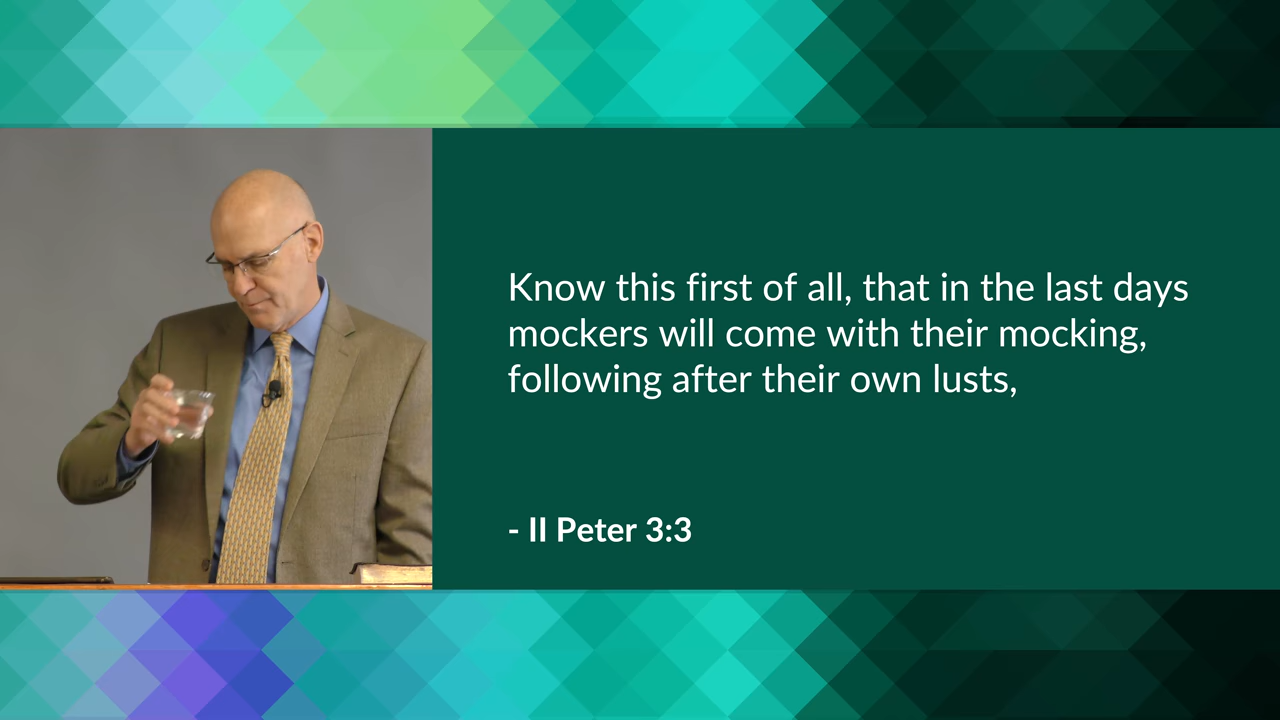 Know this first of all, that in the last days
mockers will come with their mocking,
following after their own lusts,
- II Peter 3:3